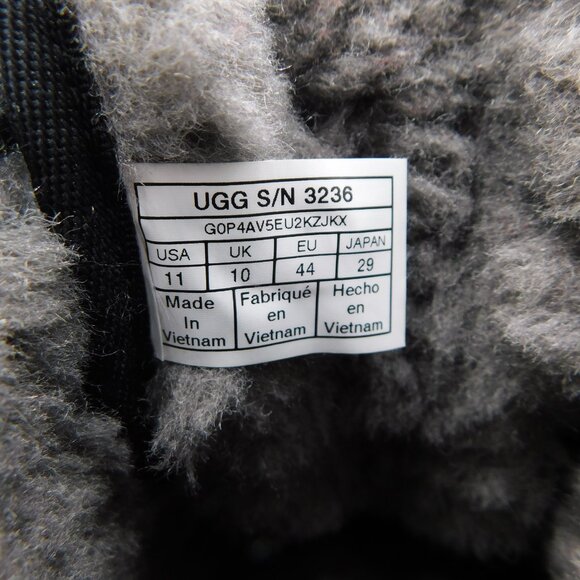 UGG S/N 3236
G0P4AV5EU2KZJKX
USA UK EU JAPAN
11 10 44 29
Made Fabriqué Hecho
In en en
Vietnam Vietnam Vietnam